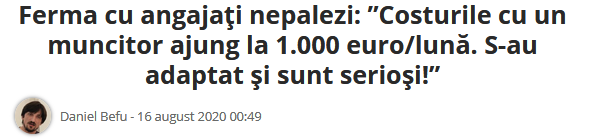 Ferma cu angajaţi nepalezi: ”Costurile cu un
muncitor ajung la 1.000 euro/lună. S-au
adaptat şi sunt serioşi!”
Daniel Befu - 16 august 2020 00:49